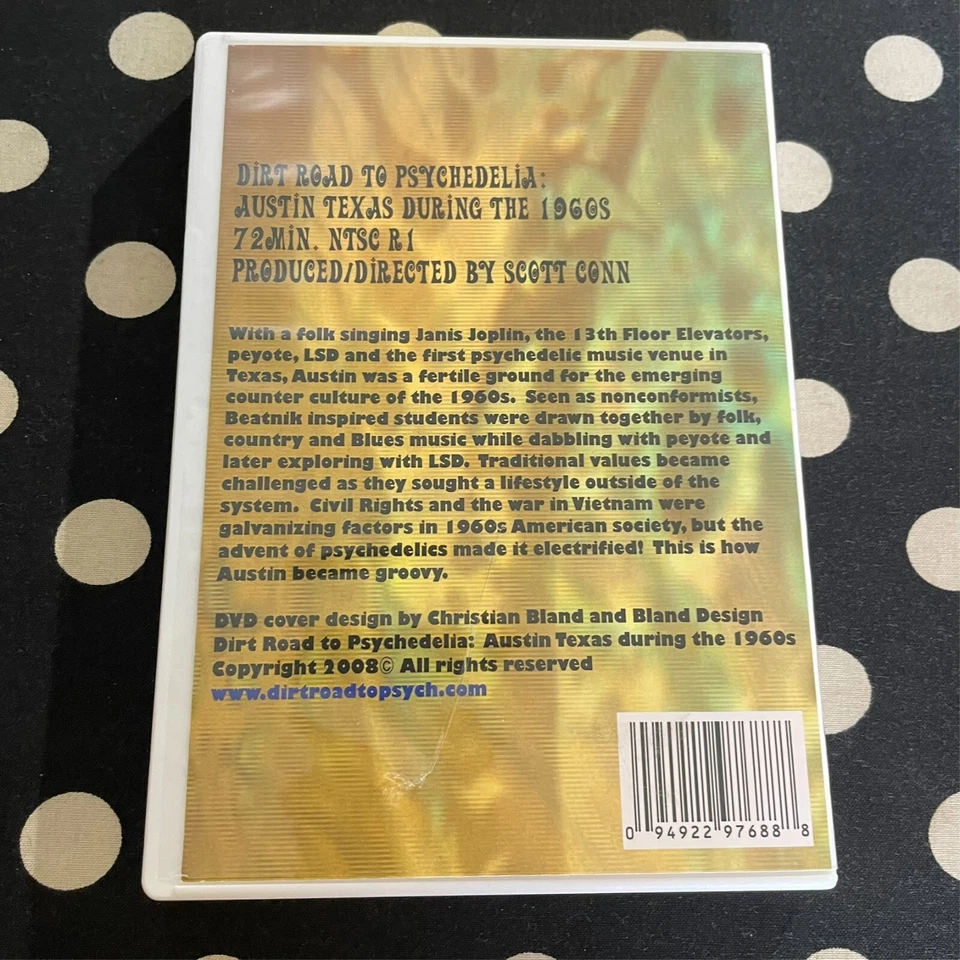 DiRT ROAD TO PSYCHEDELiA:
AUSTiN TEXAS DURiNG THE 1960S
72MiN. NTSC R1
PRODUCED/DiRECTED BY SCOTT CONN
With a folk singing Janis Joplin, the 13th Floor Elevators,
peyote, LSD and the first psychedelic music venue in
Texas, Austin was a fertile ground for the emerging
counter culture of the 1960s. Seen as nonconformists,
Beatnik inspired students were drawn together by folk,
country and Blues music while dabbling with peyote and
later exploring with LSD. Traditional values became
challenged as they sought a lifestyle outside of the
system. Civil Rights and the war in Vietnam were
galvanizing factors in 1960s American society, but the
advent of psychedelics made it electrified! This is how
Austin became groovy.
DVD cover design by Christian Bland and Bland Design
Dirt Road to Psychedelia: Austin Texas during the 1960s
Copyright 2008© All rights reserved
www.dirtroadtopsych.com
0 94922 97688 8